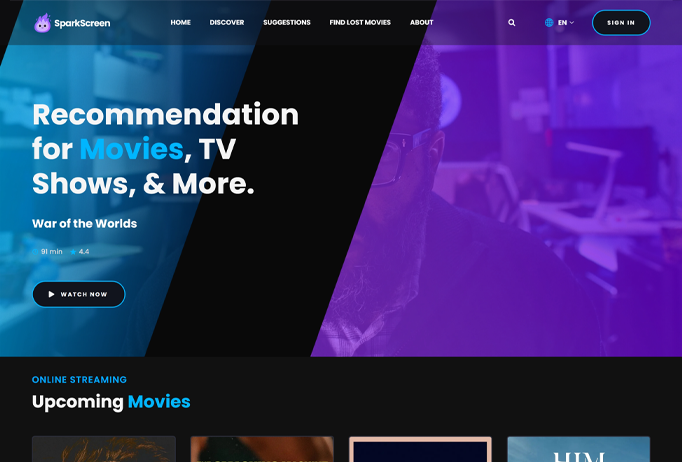 SparkScreen
HOME
DISCOVER
SUGGESTIONS
FIND LOST MOVIES
ABOUT
EN
SIGN IN
Recommendation
for Movies, TV
Shows, & More.
War of the Worlds
91 min
4.4
WATCH NOW
ONLINE STREAMING
Upcoming Movies
HIM